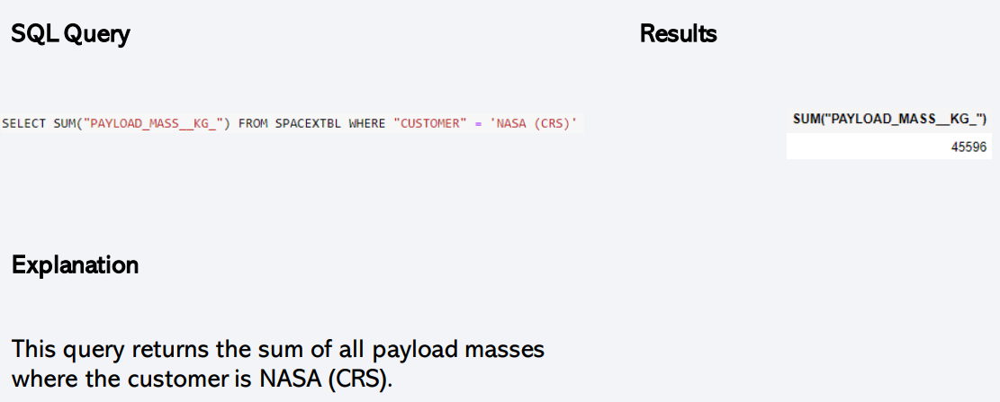 SQL Query
Results
SELECT SUM("PAYLOAD_MASS__KG_") FROM SPACEXTBL WHERE "CUSTOMER" = 'NASA (CRS)'
SUM("PAYLOAD_MASS__KG_")
45596
Explanation
This query returns the sum of all payload masses
where the customer is NASA (CRS).